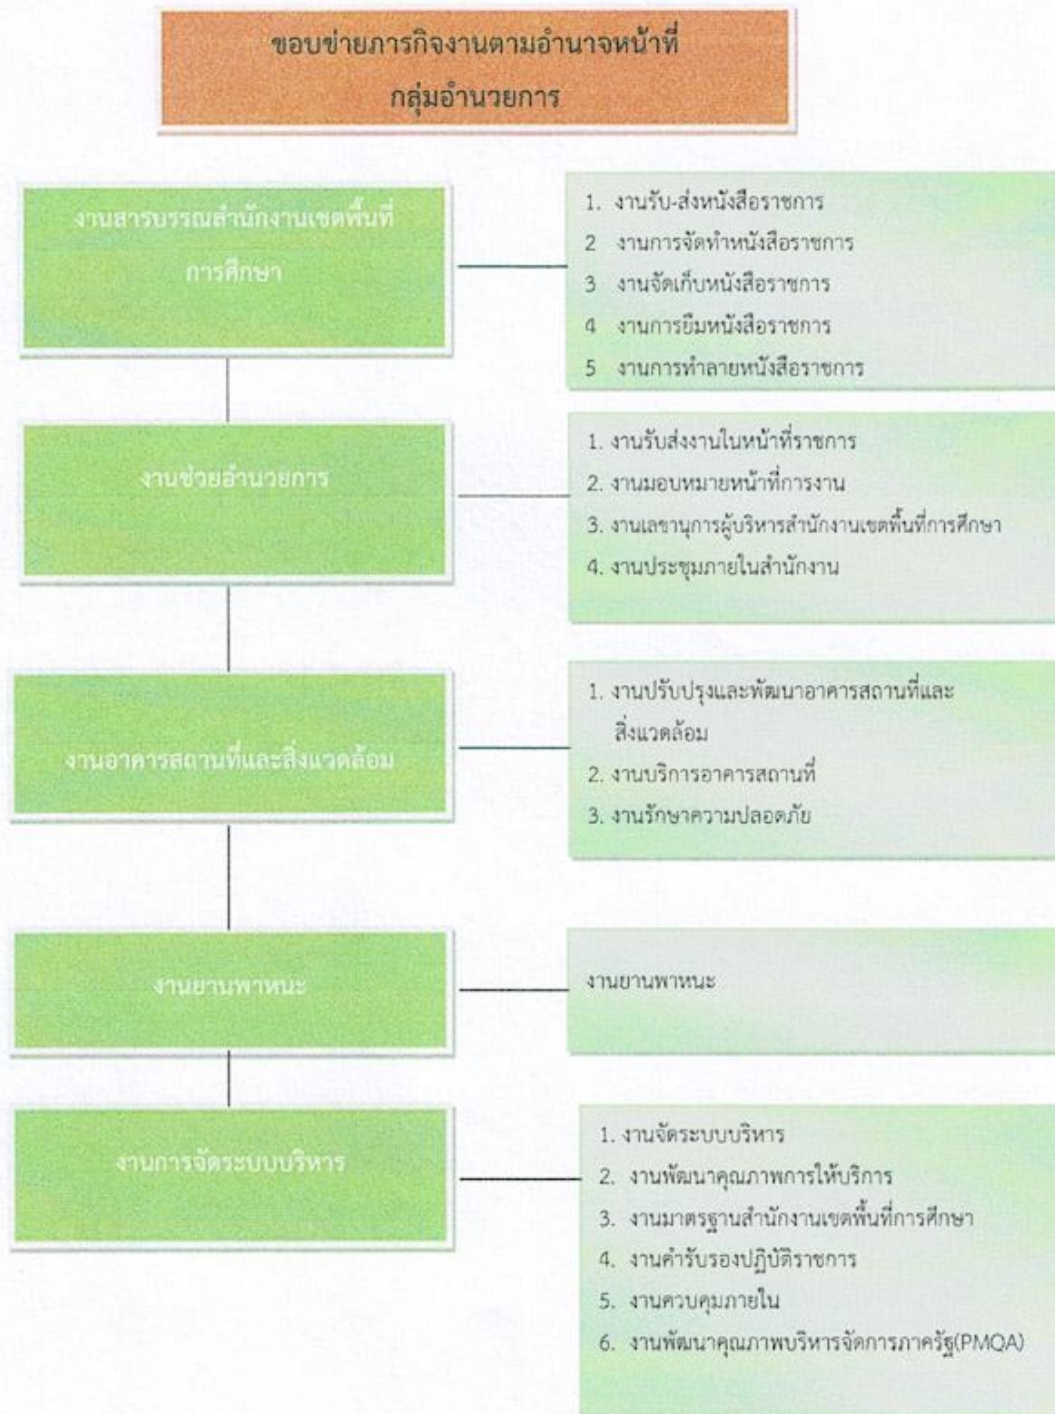 ขอบข่ายภารกิจงานตามอำนาจหน้าที่
กลุ่มอำนวยการ
งานสารบรรณสำนักงานเขตพื้นที่
การศึกษา
1. งานรับ-ส่งหนังสือราชการ
2 งานการจัดทำหนังสือราชการ
3 งานจัดเก็บหนังสือราชการ
4 งานการยืมหนังสือราชการ
5 งานการทำลายหนังสือราชการ
งานช่วยอำนวยการ
1. งานรับส่งงานในหน้าที่ราชการ
2. งานมอบหมายหน้าที่การงาน
3. งานเลขานุการผู้บริหารสำนักงานเขตพื้นที่การศึกษา
4. งานประชุมภายในสำนักงาน
งานอาคารสถานที่และสิ่งแวดล้อม
1. งานปรับปรุงและพัฒนาอาคารสถานที่และ
สิ่งแวดล้อม
2. งานบริการอาคารสถานที่
3. งานรักษาความปลอดภัย
งานยานพาหนะ
งานยานพาหนะ
งานการจัดระบบบริหาร
1. งานจัดระบบบริหาร
2. งานพัฒนาคุณภาพการให้บริการ
3. งานมาตรฐานสำนักงานเขตพื้นที่การศึกษา
4. งานคำรับรองปฏิบัติราชการ
5. งานควบคุมภายใน
6. งานพัฒนาคุณภาพบริหารจัดการภาครัฐ(PMQA)